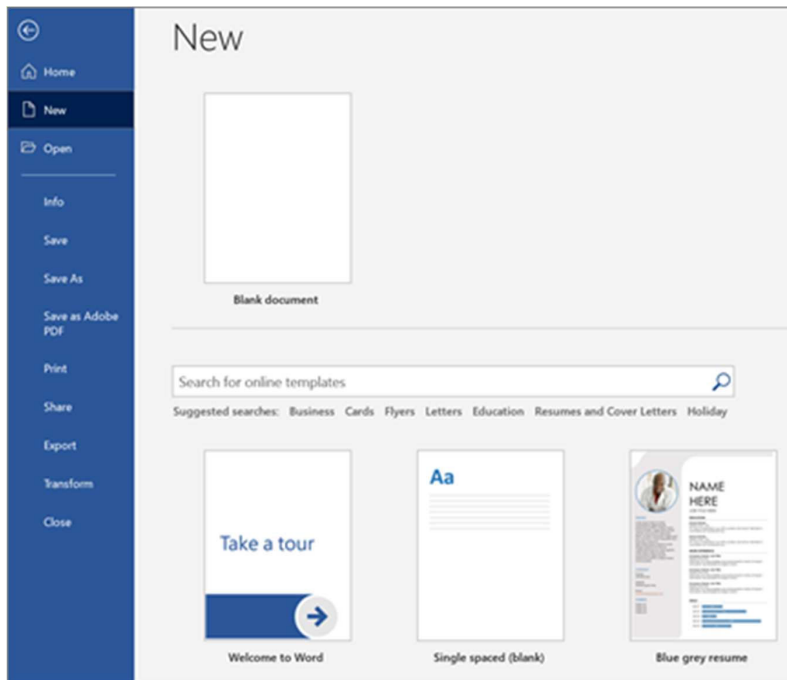 New
Home
New
Open
Info
Save
Save As
Save as Adobe
PDF
Print
Share
Export
Transform
Close
Blank document
Search for online templates
Suggested searches: Business Cards Flyers Letters Education Resumes and Cover Letters Holiday
Take a tour
Welcome to Word
Aa
Single spaced (blank)
NAME
HERE
Blue grey resume